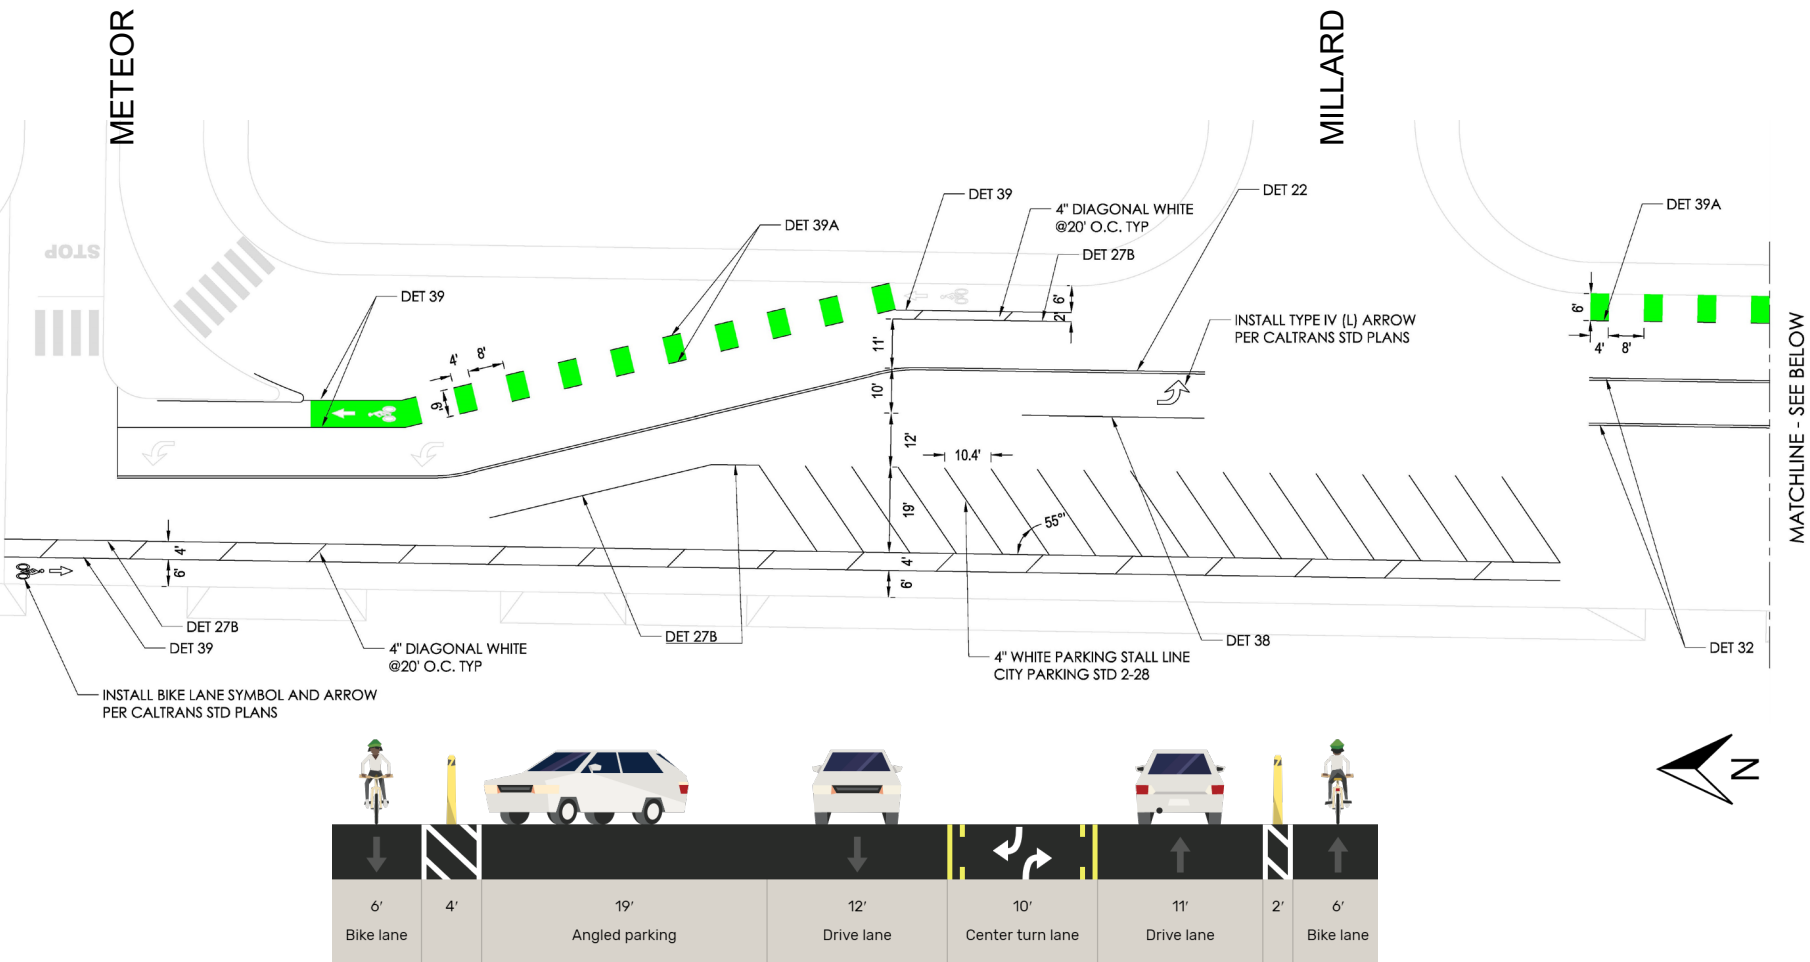 METEOR
MILLARD
STOP
DET 39
DET 39A
DET 39
4" DIAGONAL WHITE
@20' O.C. TYP
DET 27B
DET 22
DET 39A
INSTALL TYPE IV (L) ARROW
PER CALTRANS STD PLANS
4'
8'
6'
6'
2'
11'
10'
12'
10.4'
19'
55°
4'
6'
4'
6'
6'
4'
8'
MATCHLINE - SEE BELOW
DET 27B
DET 39
4" DIAGONAL WHITE
@20' O.C. TYP
DET 27B
4" WHITE PARKING STALL LINE
CITY PARKING STD 2-28
DET 38
DET 32
INSTALL BIKE LANE SYMBOL AND ARROW
PER CALTRANS STD PLANS
N
6' 4' 19' 12' 10' 11' 2' 6'
Bike lane Angled parking Drive lane Center turn lane Drive lane Bike lane